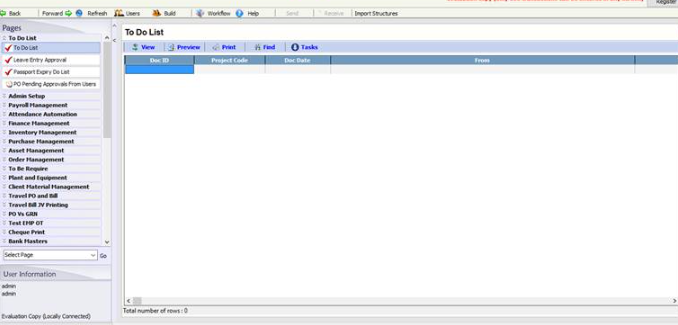 Register
Back Forward Refresh Users Build Workflow Help Send Receive Import Structures
Pages
To Do List
To Do List
Leave Entry Approval
Passport Expiry Do List
PO Pending Approvals From Users
Admin Setup
Payroll Management
Attendance Automation
Finance Management
Inventory Management
Purchase Management
Asset Management
Order Management
To Be Require
Plant and Equipment
Client Material Management
Travel PO and Bill
Travel Bill JV Printing
PO Vs GRN
Test EMP OT
Cheque Print
Bank Masters
Select Page Go
User Information
admin
admin
Evaluation Copy (Locally Connected)
To Do List
View Preview Print Find Tasks
Doc ID Project Code Doc Date From
Total number of rows : 0